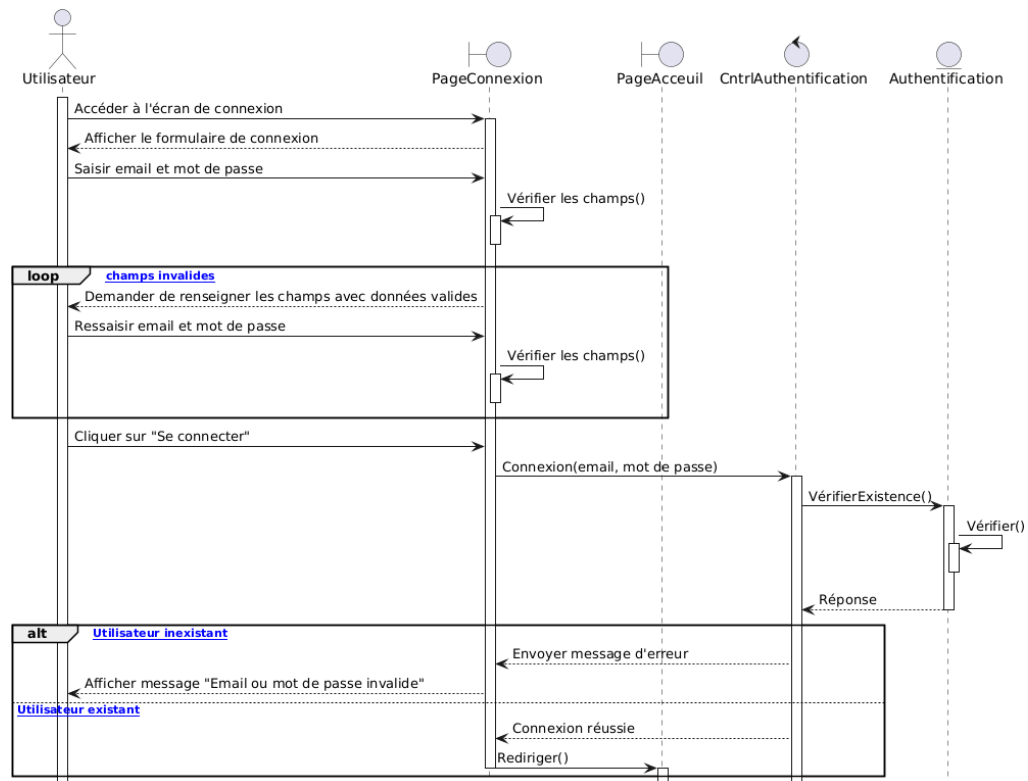 Utilisateur
PageConnexion
PageAcceuil
CntrlAuthentification
Authentification
Accéder à l'écran de connexion
Afficher le formulaire de connexion
Saisir email et mot de passe
Vérifier les champs()
loop
champs invalides
Demander de renseigner les champs avec données valides
Ressaisir email et mot de passe
Vérifier les champs()
Cliquer sur "Se connecter"
Connexion(email, mot de passe)
VérifierExistence()
Vérifier()
Réponse
alt
Utilisateur inexistant
Envoyer message d'erreur
Afficher message "Email ou mot de passe invalide"
Utilisateur existant
Connexion réussie
Rediriger()